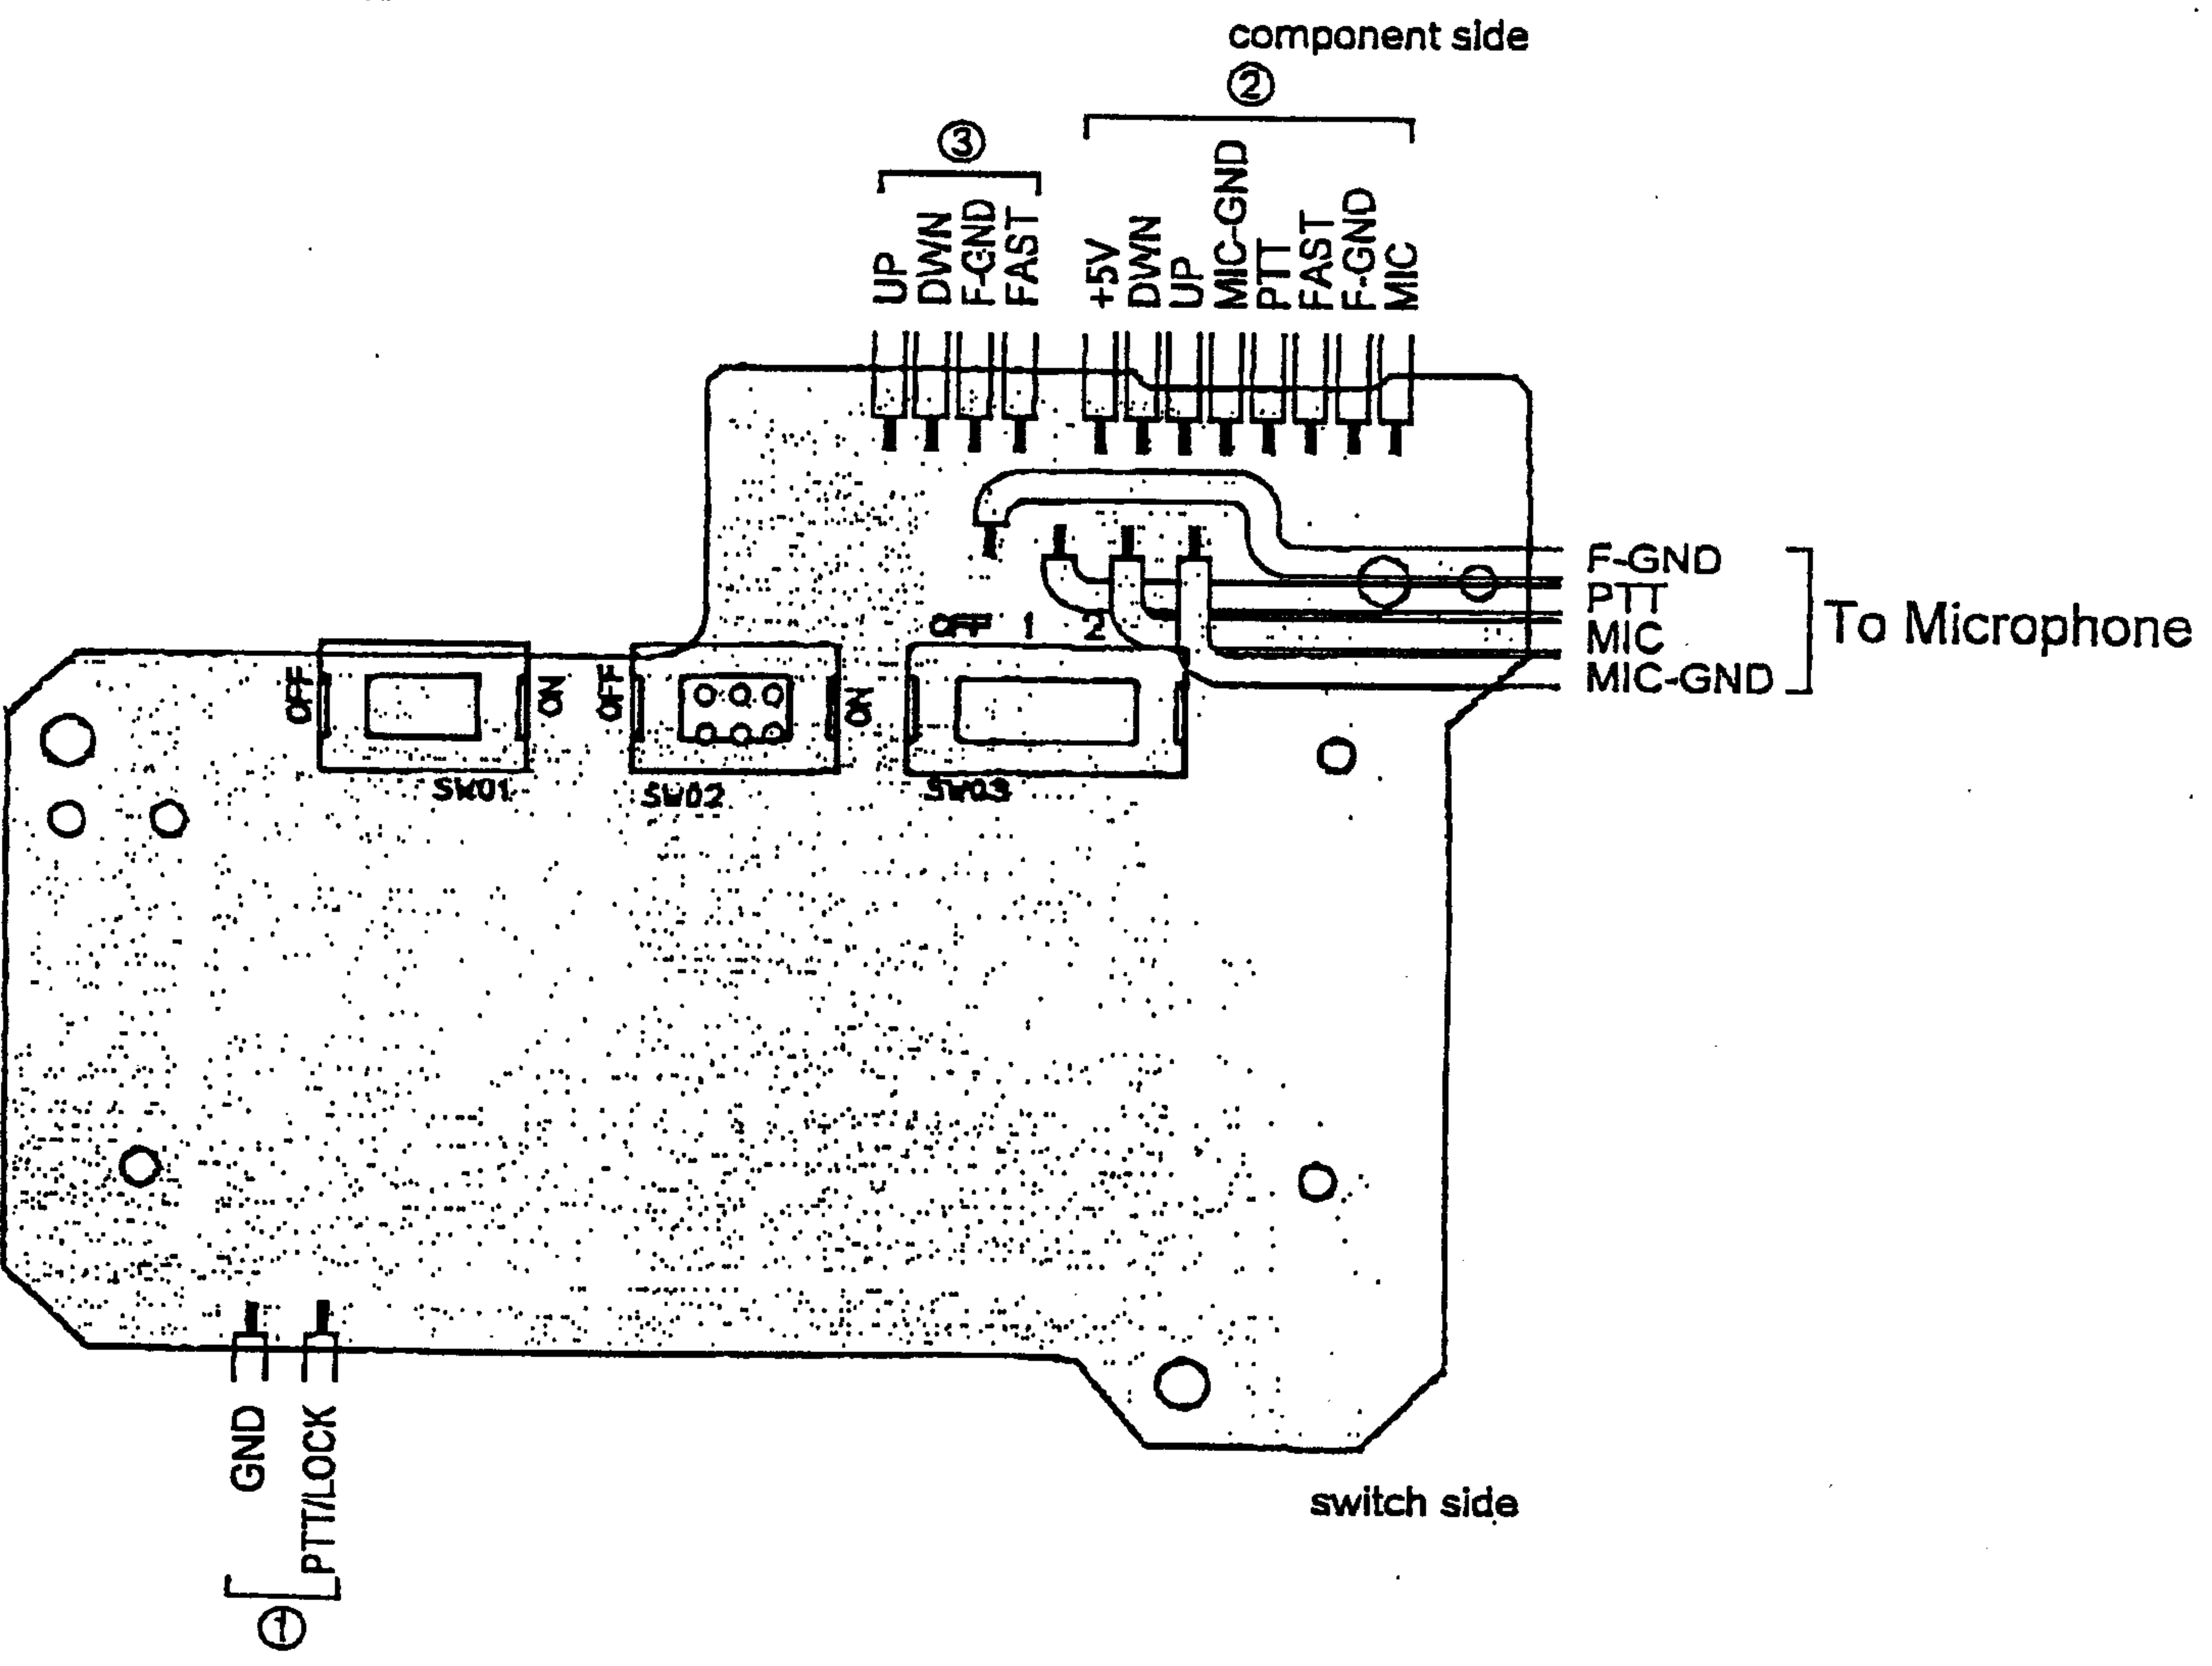 component side
②
③
UP
DWN
F-GND
FAST
+5V
DWN
UP
MIC-GND
PTT
FAST
F-GND
MIC
F-GND
PTT
MIC
MIC-GND
To Microphone
OFF 1 2
OFF
ON
OFF
ON
SW01
SW02
SW03
GND
PTT/LOCK
①
switch side